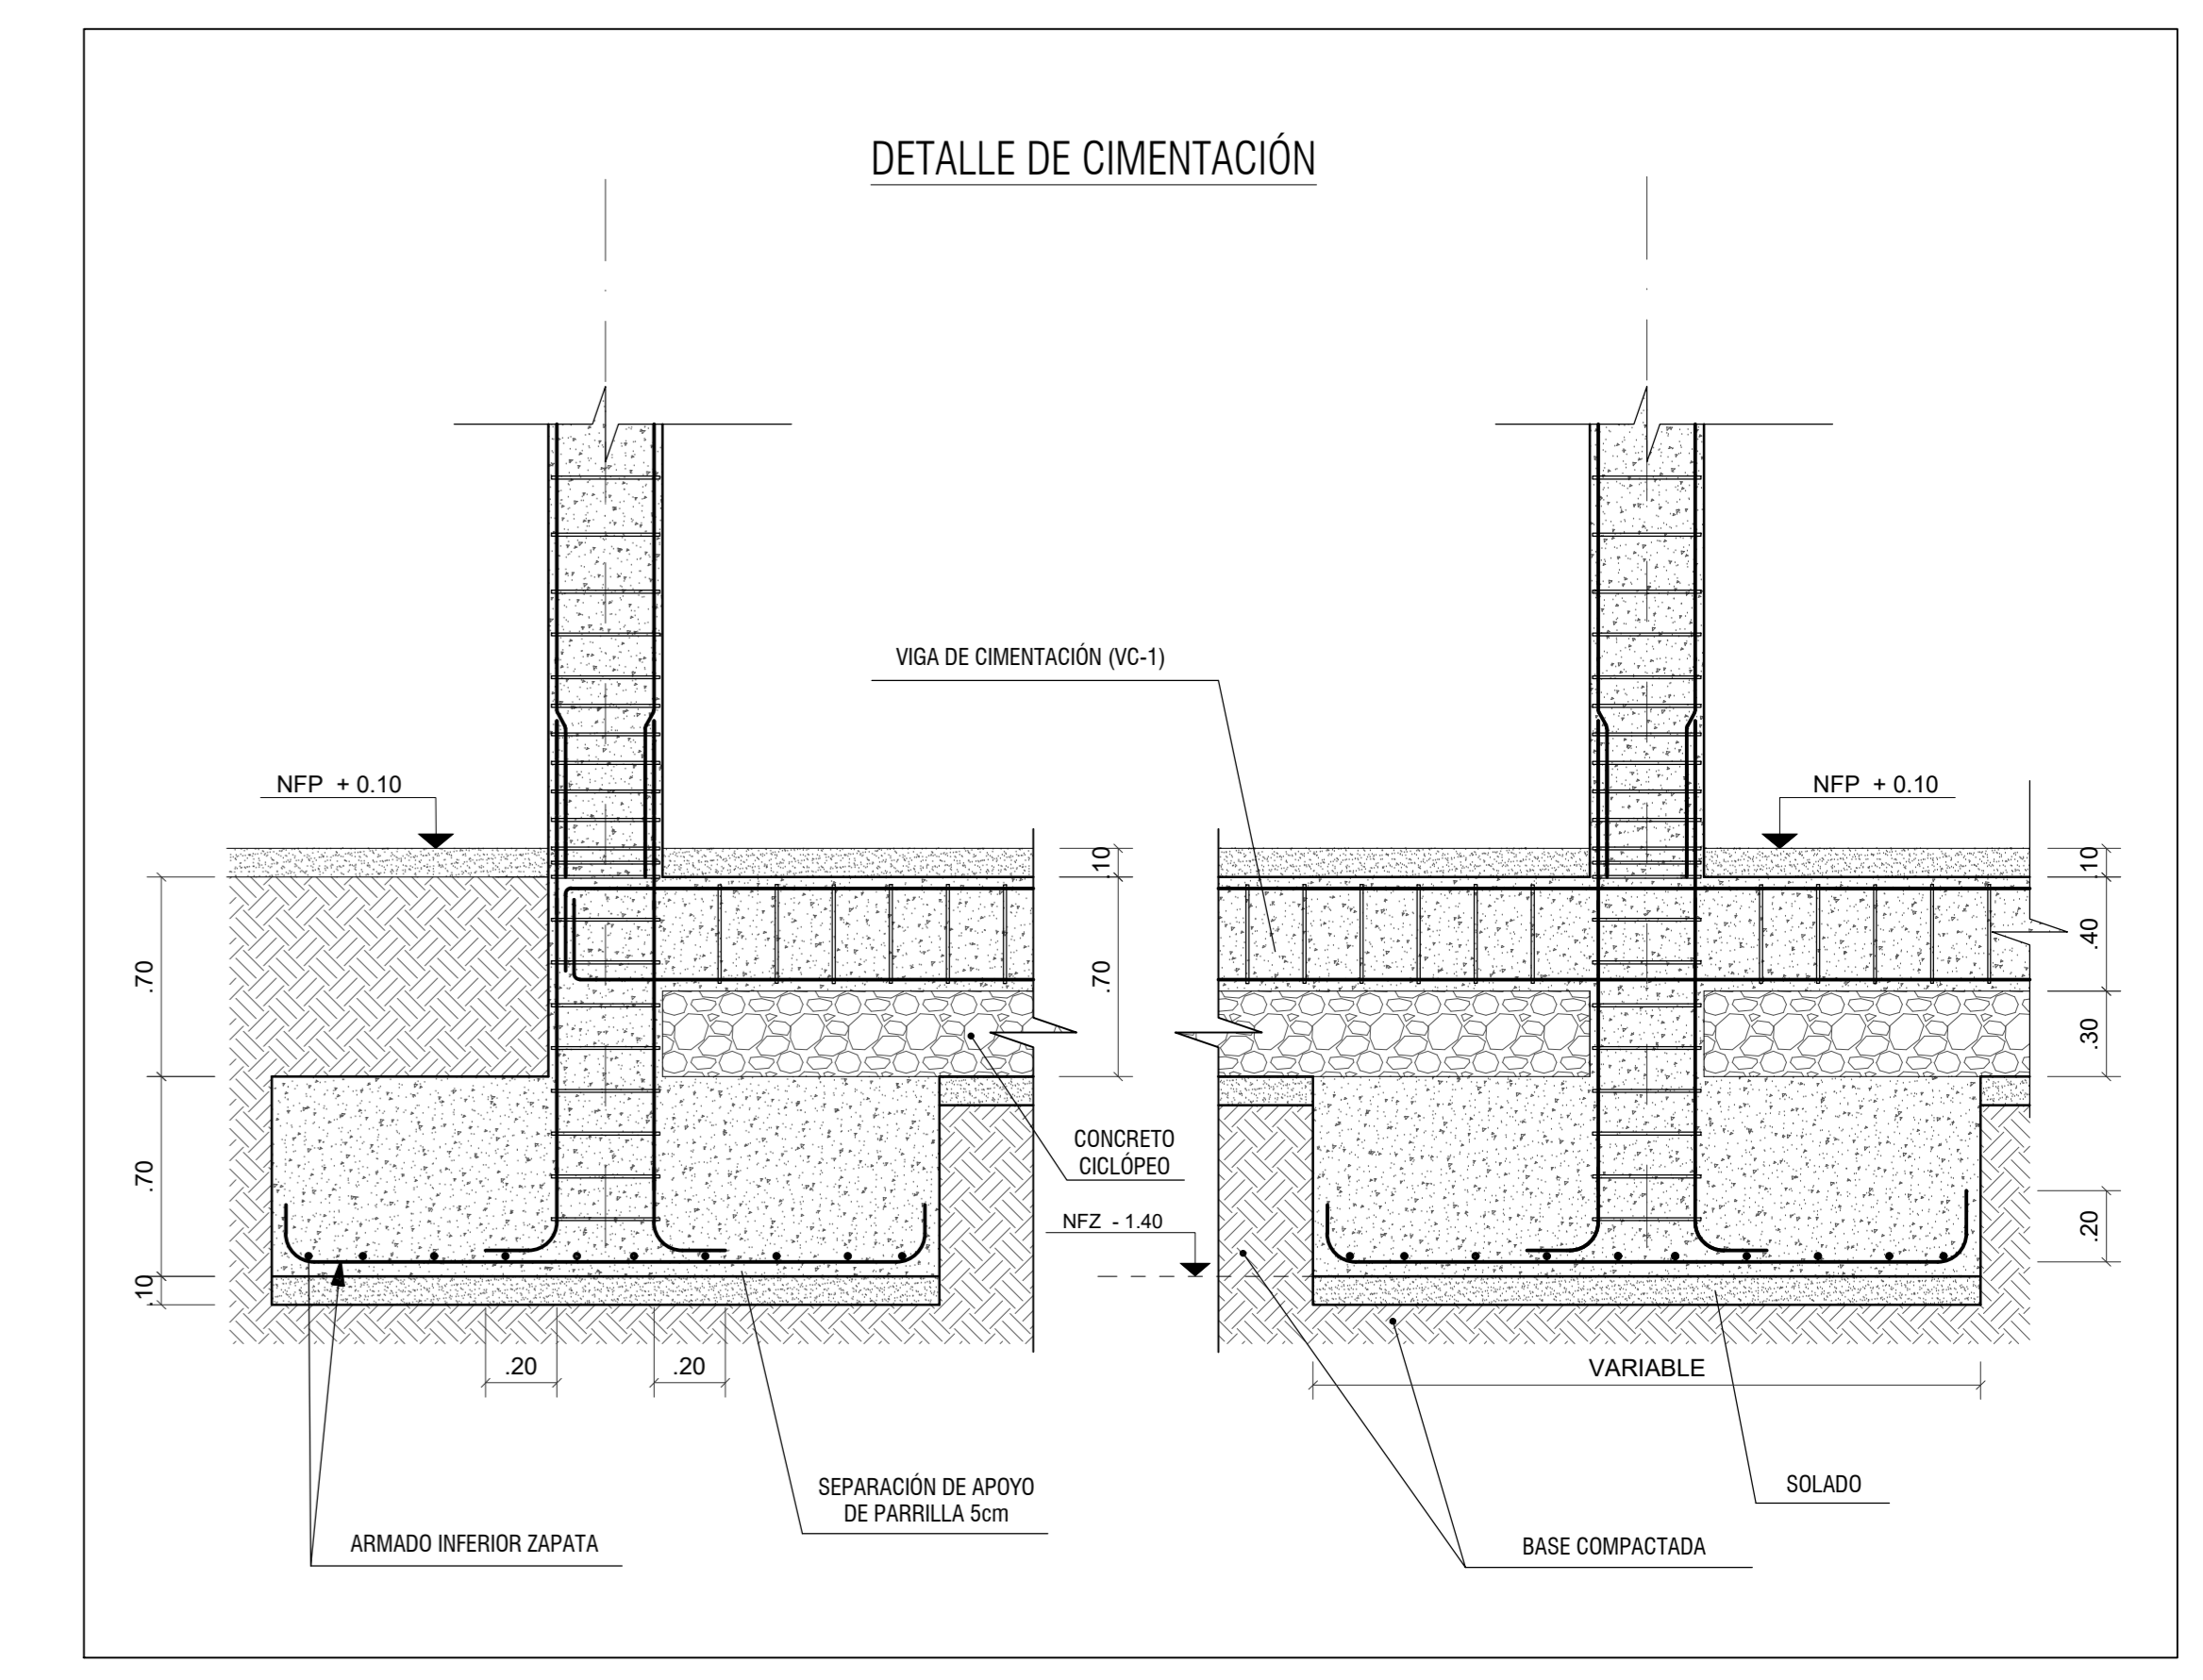 DETALLE DE CIMENTACIÓN
VIGA DE CIMENTACIÓN (VC-1)
NFP + 0.10
NFP + 0.10
.10
.10
.70
.70
.40
.30
.70
CONCRETO
CICLÓPEO
NFZ - 1.40
.20
.10
.20
.20
VARIABLE
SEPARACIÓN DE APOYO
DE PARRILLA 5cm
SOLADO
ARMADO INFERIOR ZAPATA
BASE COMPACTADA